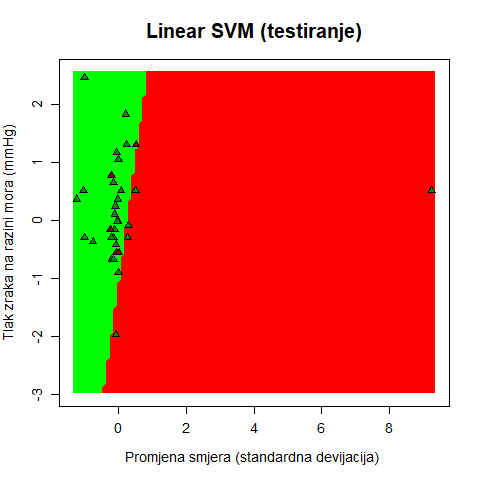 Linear SVM (testiranje)
Tlak zraka na razini mora (mmHg)
2
1
0
-1
-2
-3
0 2 4 6 8
Promjena smjera (standardna devijacija)